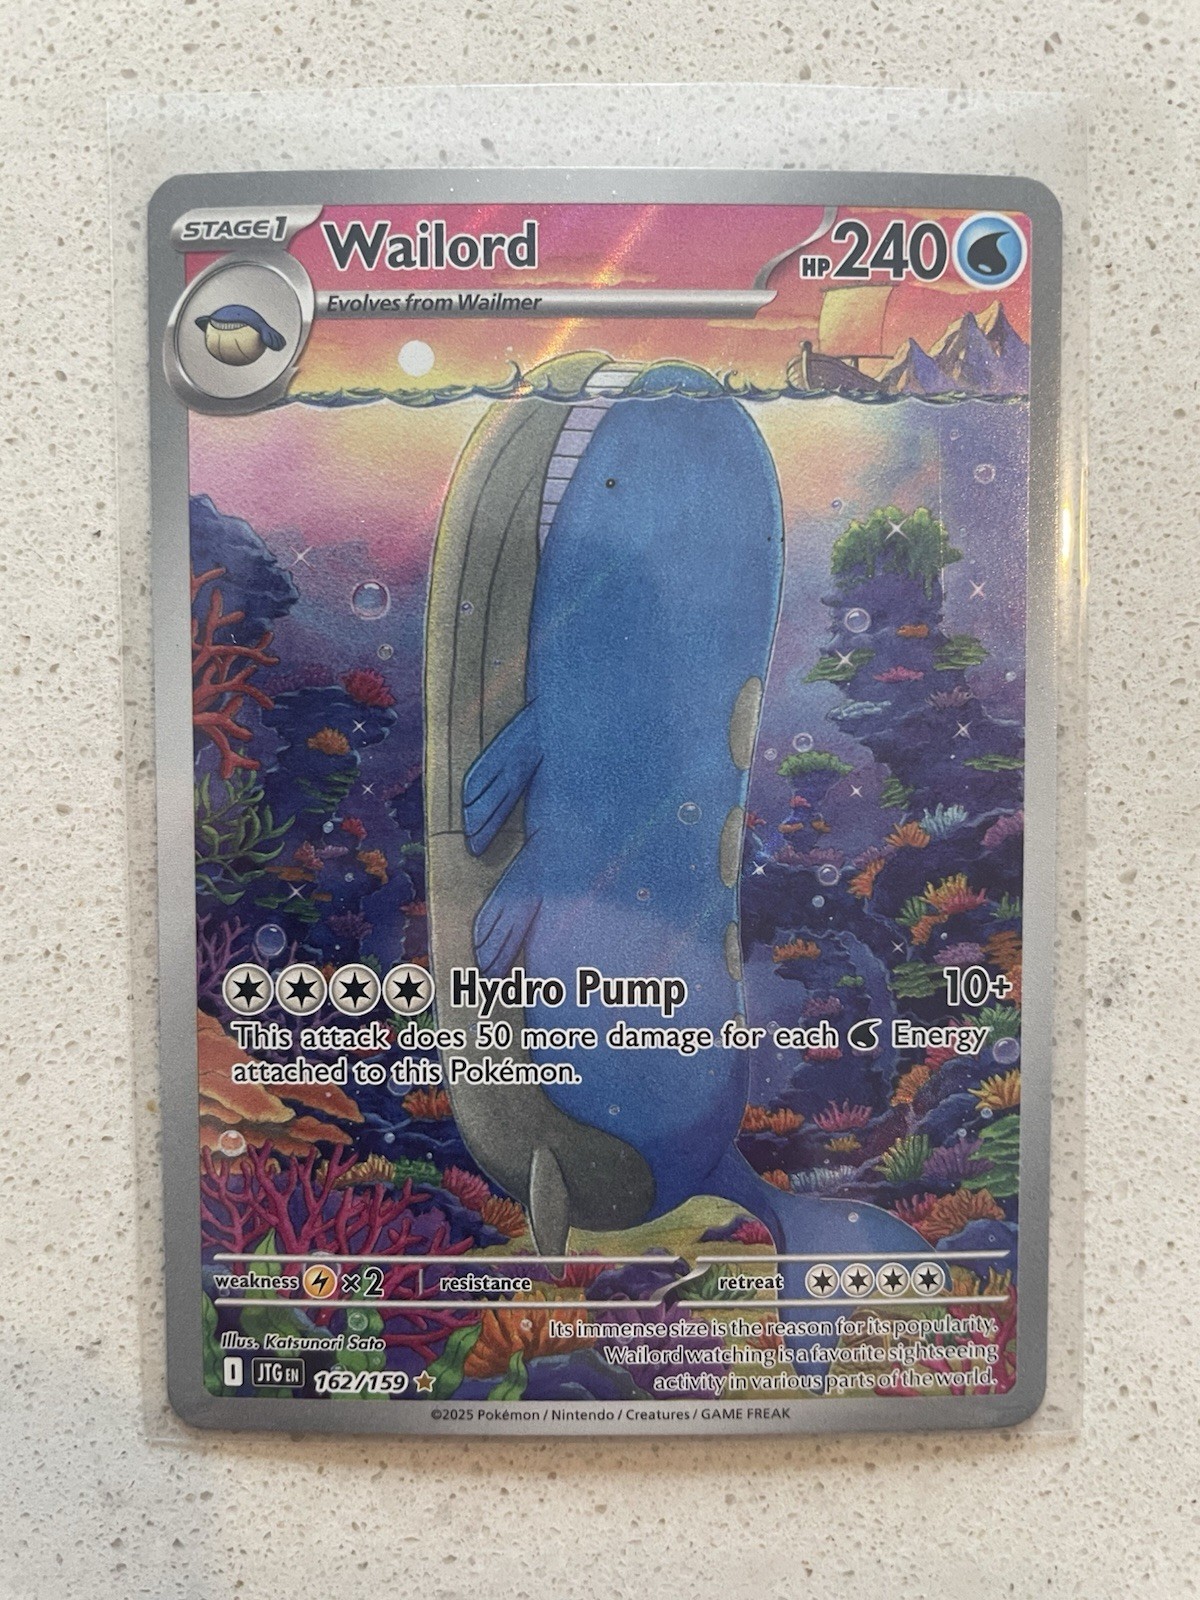 STAGE1
Wailord
HP 240
Evolves from Wailmer
Hydro Pump 10+
This attack does 50 more damage for each Energy
attached to this Pokémon.
weakness ×2 resistance retreat
Its immense size is the reason for its popularity.
Wailord watching is a favorite sightseeing
activity in various parts of the world.
Illus. Katsunori Sato
I JTG EN 162/159
©2025 Pokémon / Nintendo / Creatures / GAME FREAK